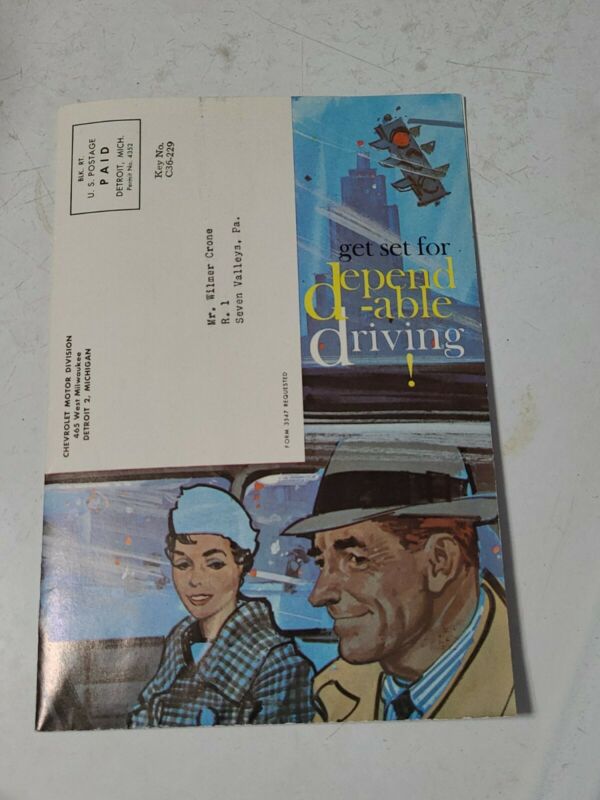 BLK. RT.
U. S. POSTAGE
PAID
DETROIT, MICH.
Permit No. 4352
Key No.
C36-229
Mr. Wilmer Crone
R. 1
Seven Valleys, Pa.
CHEVROLET MOTOR DIVISION
465 West Milwaukee
DETROIT 2, MICHIGAN
FORM 3547 REQUESTED
get set for
depend
-able
driving
!